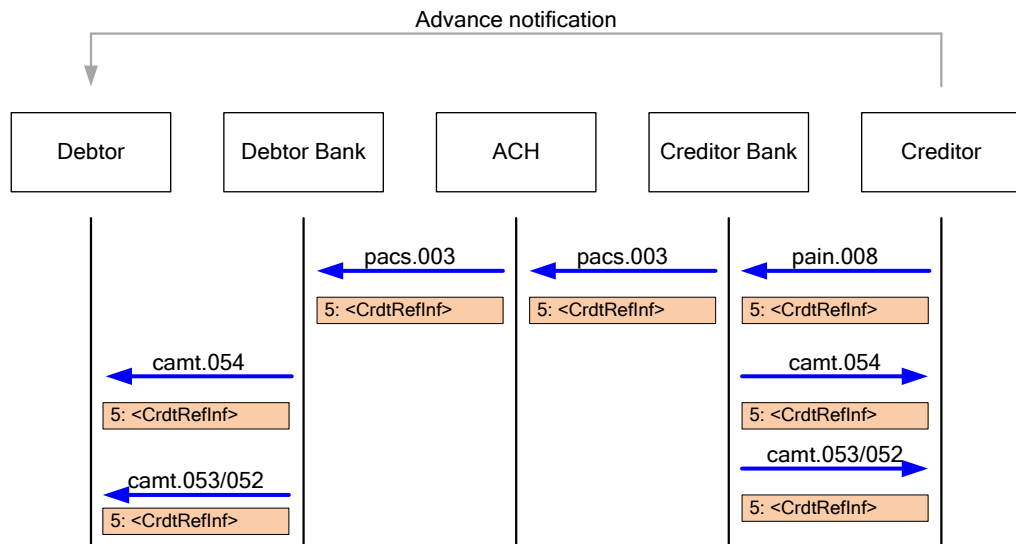 Advance notification
Debtor
Debtor Bank
ACH
Creditor Bank
Creditor
pacs.003
pacs.003
pain.008
5: <CrdtRefInf>
5: <CrdtRefInf>
5: <CrdtRefInf>
camt.054
camt.054
5: <CrdtRefInf>
5: <CrdtRefInf>
camt.053/052
camt.053/052
5: <CrdtRefInf>
5: <CrdtRefInf>